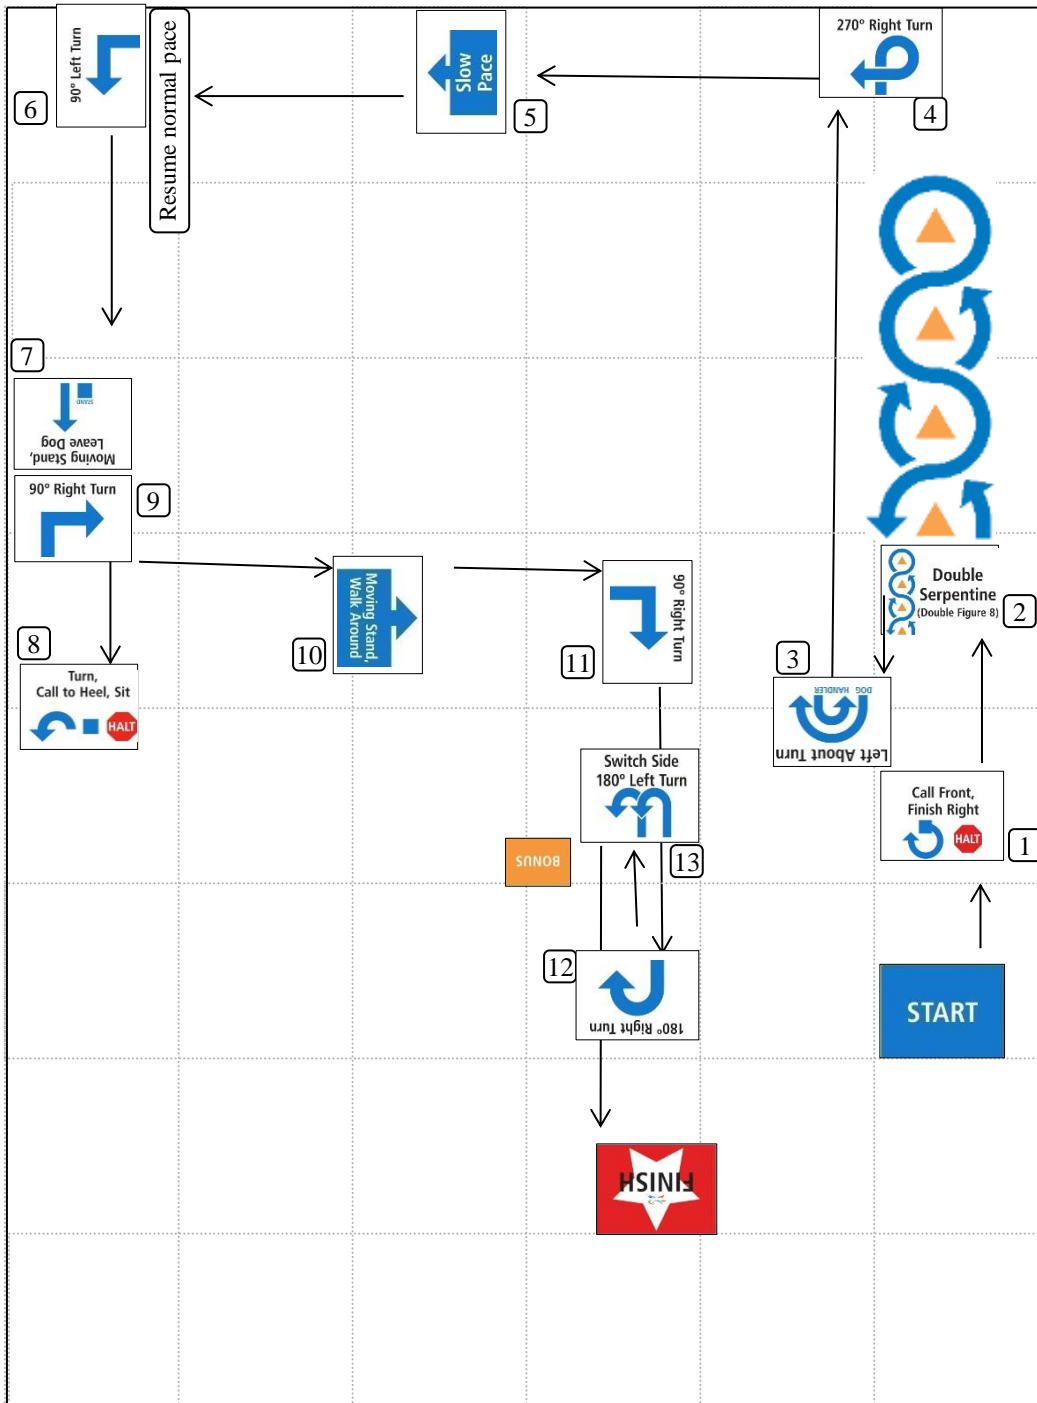 90° Left Turn
6
Resume normal pace
Slow
Pace
5
270° Right Turn
4
7
STAND
Moving Stand,
Leave Dog
90° Right Turn
9
8
Turn,
Call to Heel, Sit
HALT
Moving Stand,
Walk Around
10
90° Right Turn
11
Double
Serpentine
(Double Figure 8)
2
3
DOG HANDLER
Left About Turn
Switch Side
180° Left Turn
13
BONUS
Call Front,
Finish Right
HALT
1
12
180° Right Turn
START
FINISH